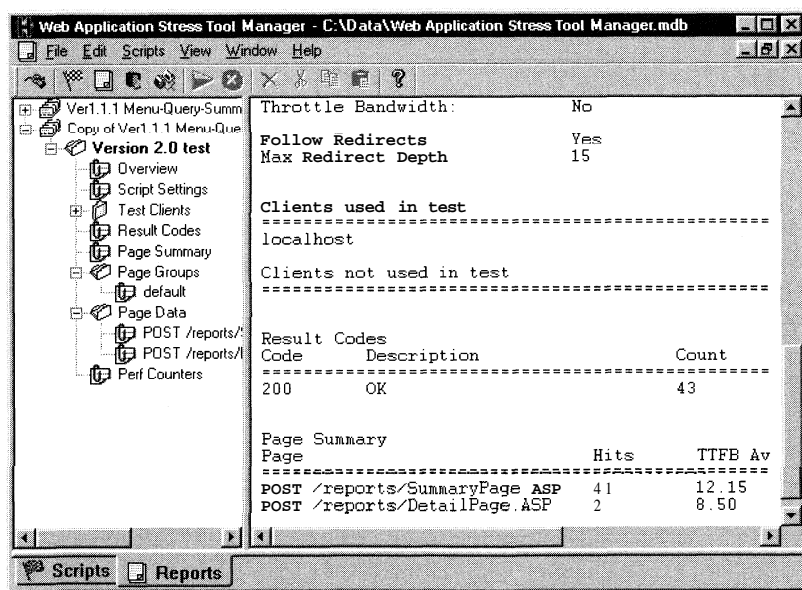 Web Application Stress Tool Manager - C:\Data\Web Application Stress Tool Manager.mdb
File Edit Scripts View Window Help
Ver1.1.1 Menu-Query-Summ
Copy of Ver1.1.1 Menu-Que
Version 2.0 test
Overview
Script Settings
Test Clients
Result Codes
Page Summary
Page Groups
default
Page Data
POST /reports/
POST /reports/
Perf Counters
Throttle Bandwidth: No
Follow Redirects Yes
Max Redirect Depth 15
Clients used in test
================================================
localhost
Clients not used in test
================================================
Result Codes
Code Description Count
================================================
200 OK 43
Page Summary
Page Hits TTFB Av
================================================
POST /reports/SummaryPage ASP 41 12.15
POST /reports/DetailPage.ASP 2 8.50
Scripts Reports